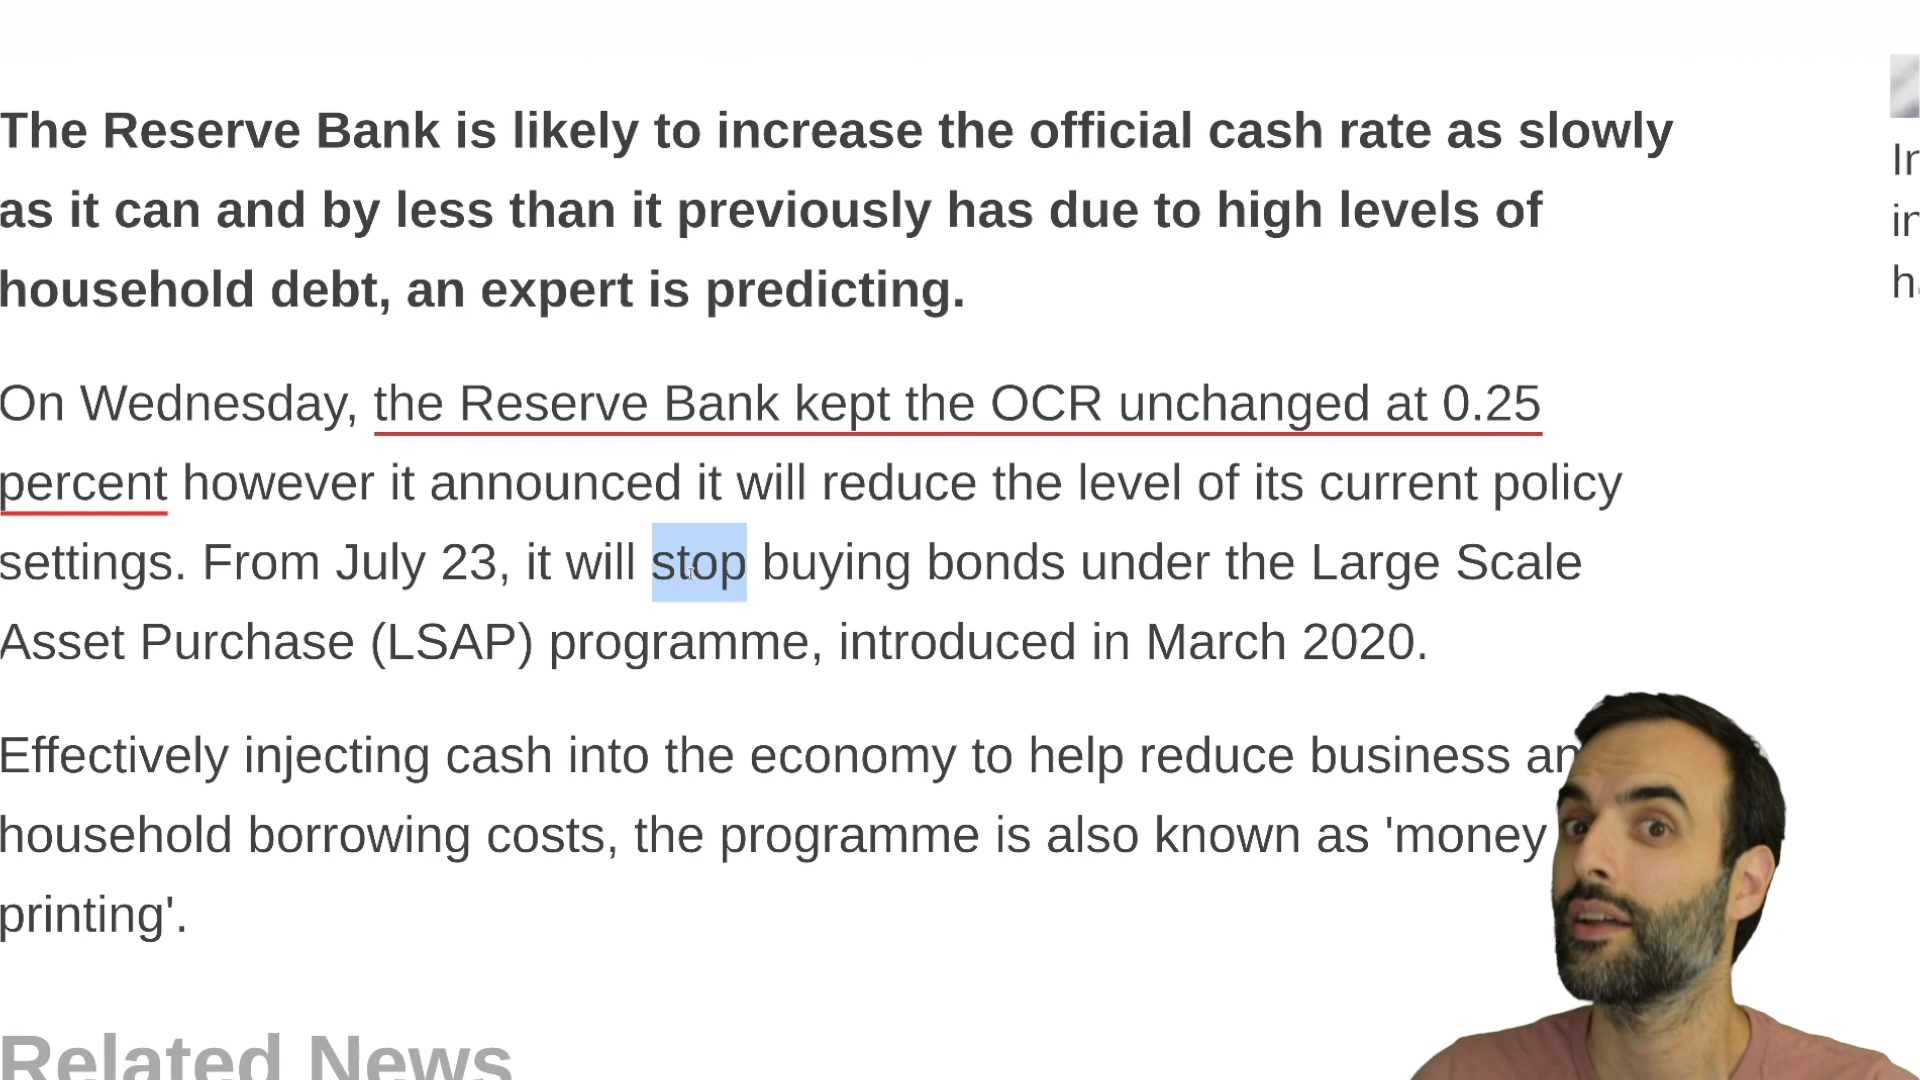 The Reserve Bank is likely to increase the official cash rate as slowly
as it can and by less than it previously has due to high levels of
household debt, an expert is predicting.
On Wednesday, the Reserve Bank kept the OCR unchanged at 0.25
percent however it announced it will reduce the level of its current policy
settings. From July 23, it will stop buying bonds under the Large Scale
Asset Purchase (LSAP) programme, introduced in March 2020.
Effectively injecting cash into the economy to help reduce business
household borrowing costs, the programme is also known as 'money
printing'.
Related News